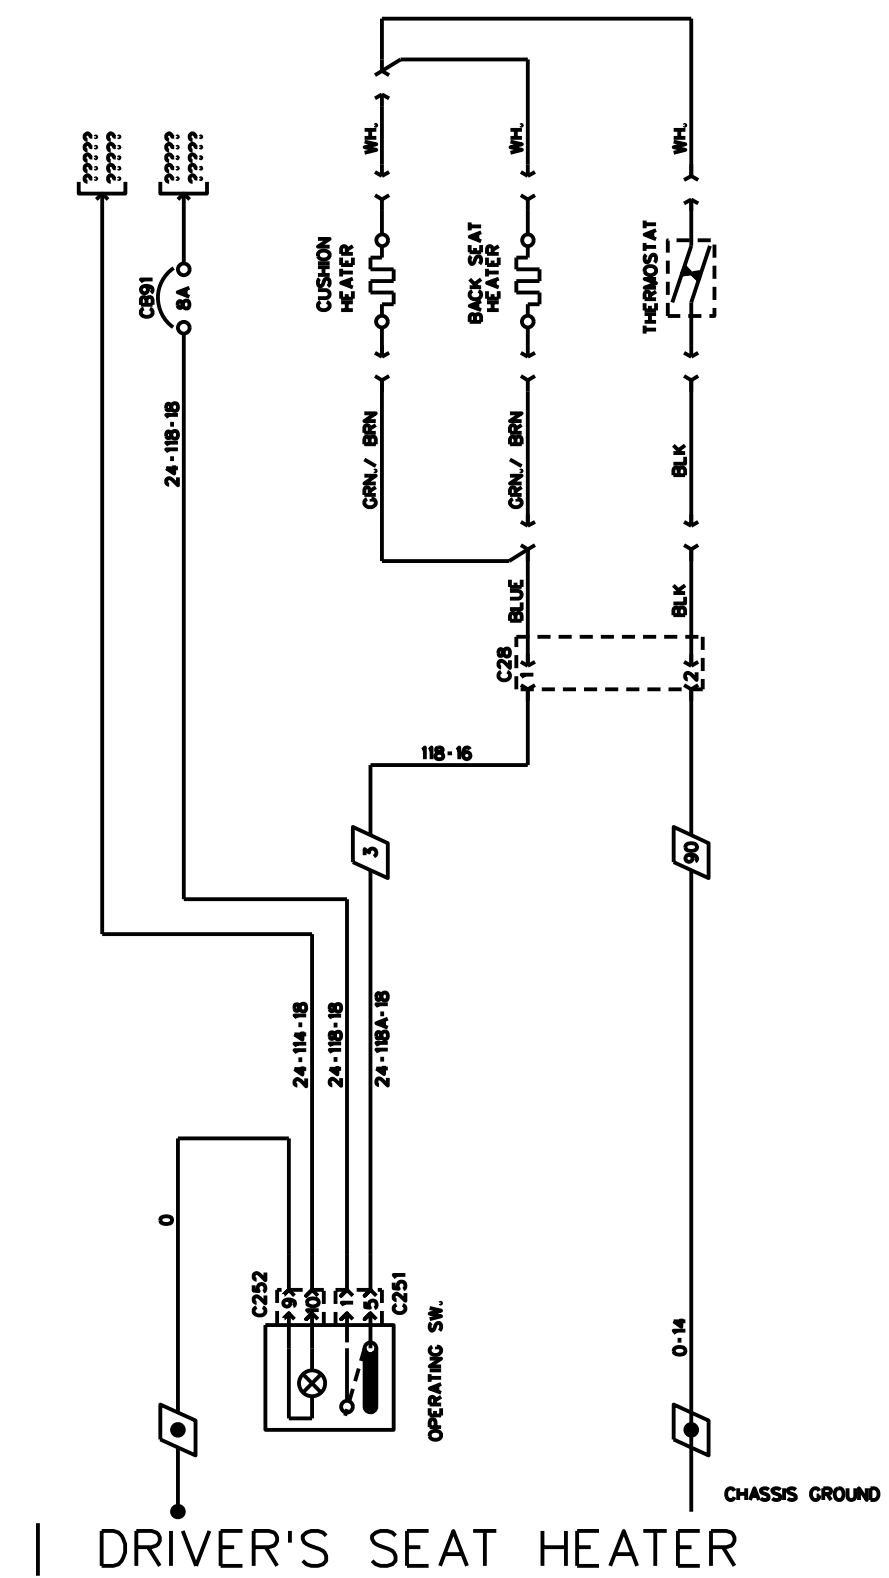 ?????
?????
?????
?????
CB91
8A
24-118-18
WH.
WH.
WH.
CUSHION
HEATER
BACK SEAT
HEATER
THERMOSTAT
GRN./ BRN
GRN./ BRN
BLK
BLUE
BLK
C28
1
2
118-16
3
90
24-114-18
24-118-18
24-118A-18
0
C252
9
10
1
5
C251
OPERATING SW.
0-14
CHASSIS GROUND
DRIVER'S SEAT HEATER